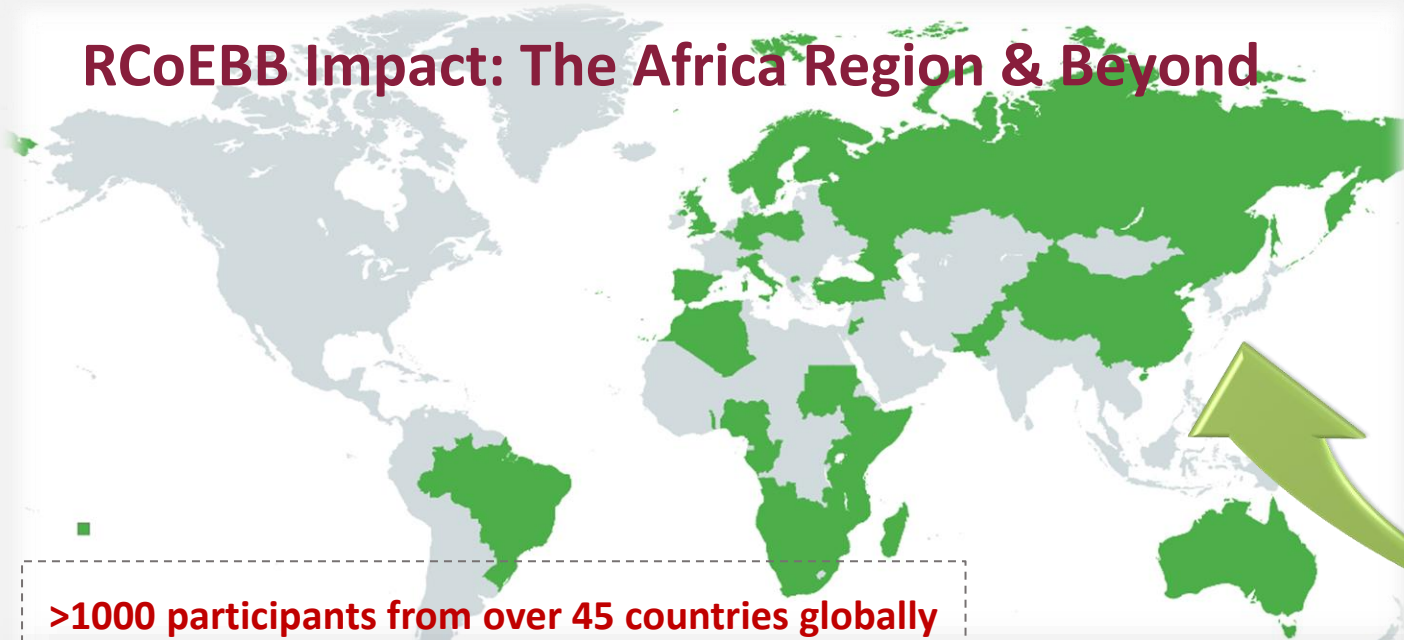 RCoEBB Impact: The Africa Region & Beyond
>1000 participants from over 45 countries globally